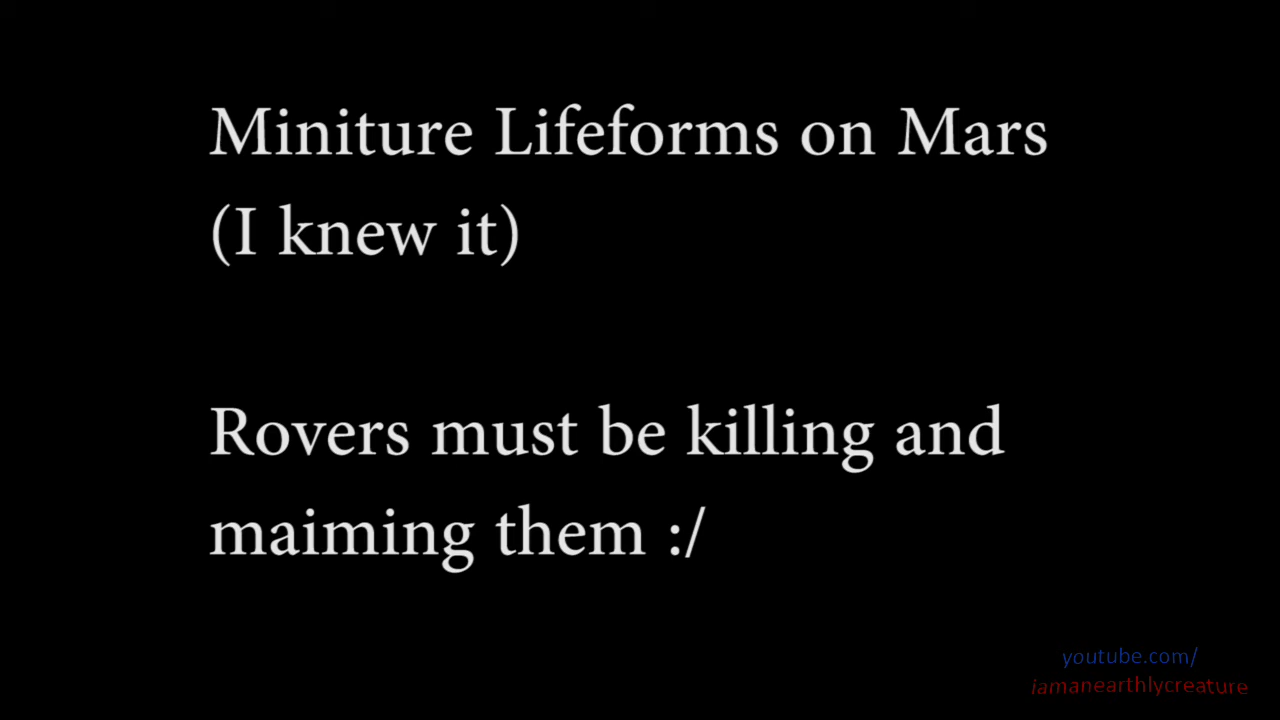 Miniture Lifeforms on Mars
(I knew it)
Rovers must be killing and
maiming them :/
youtube.com/
iamanearthlycreature